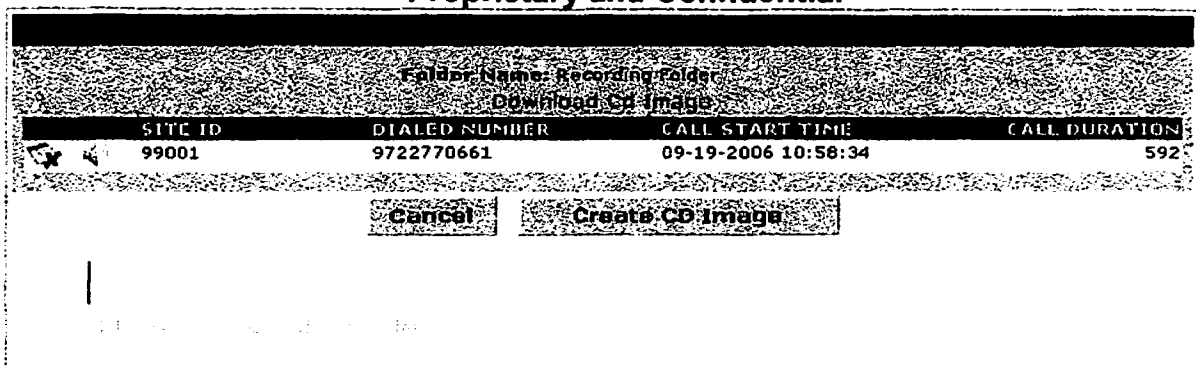 Proprietary and Confidential
Folder Name: Recording Folder
Download Cd Image
SITE ID DIALED NUMBER CALL START TIME CALL DURATION
99001 9722770661 09-19-2006 10:58:34 592
Cancel Create CD Image